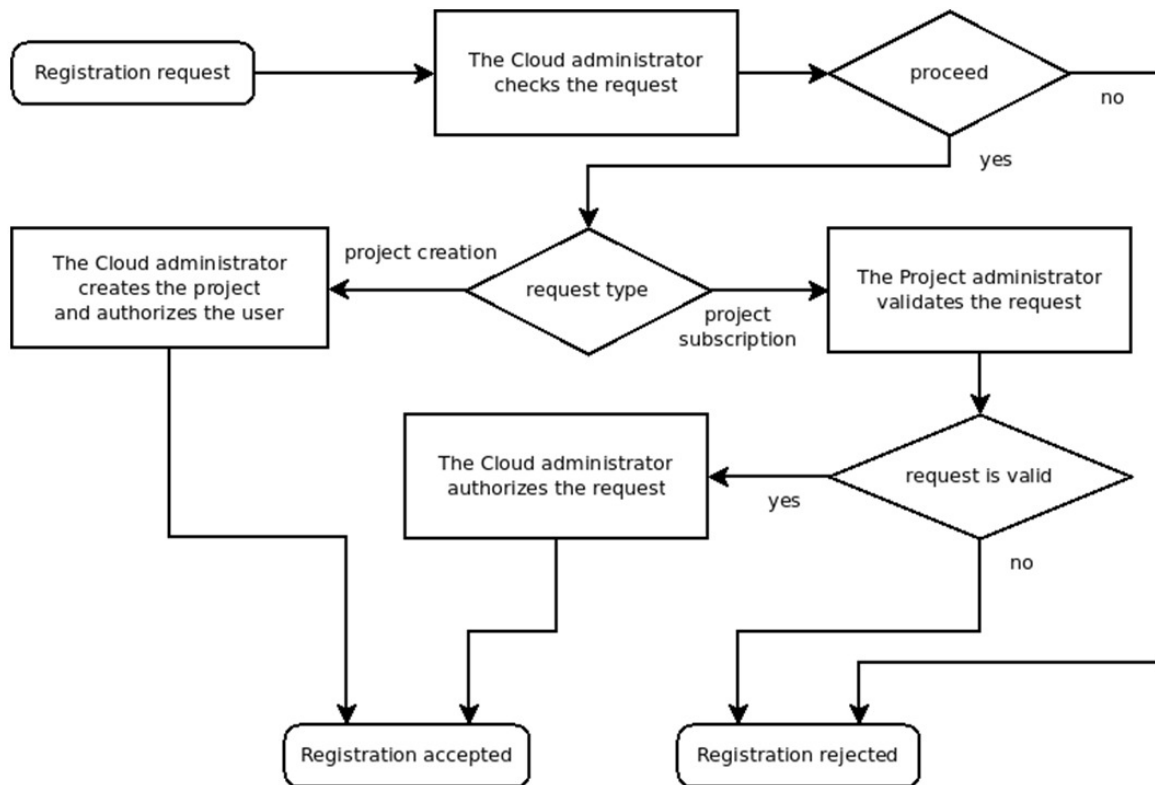 Registration request
The Cloud administrator
checks the request
proceed
no
yes
The Cloud administrator
creates the project
and authorizes the user
project creation
request type
project
subscription
The Project administrator
validates the request
The Cloud administrator
authorizes the request
yes
request is valid
no
Registration accepted
Registration rejected